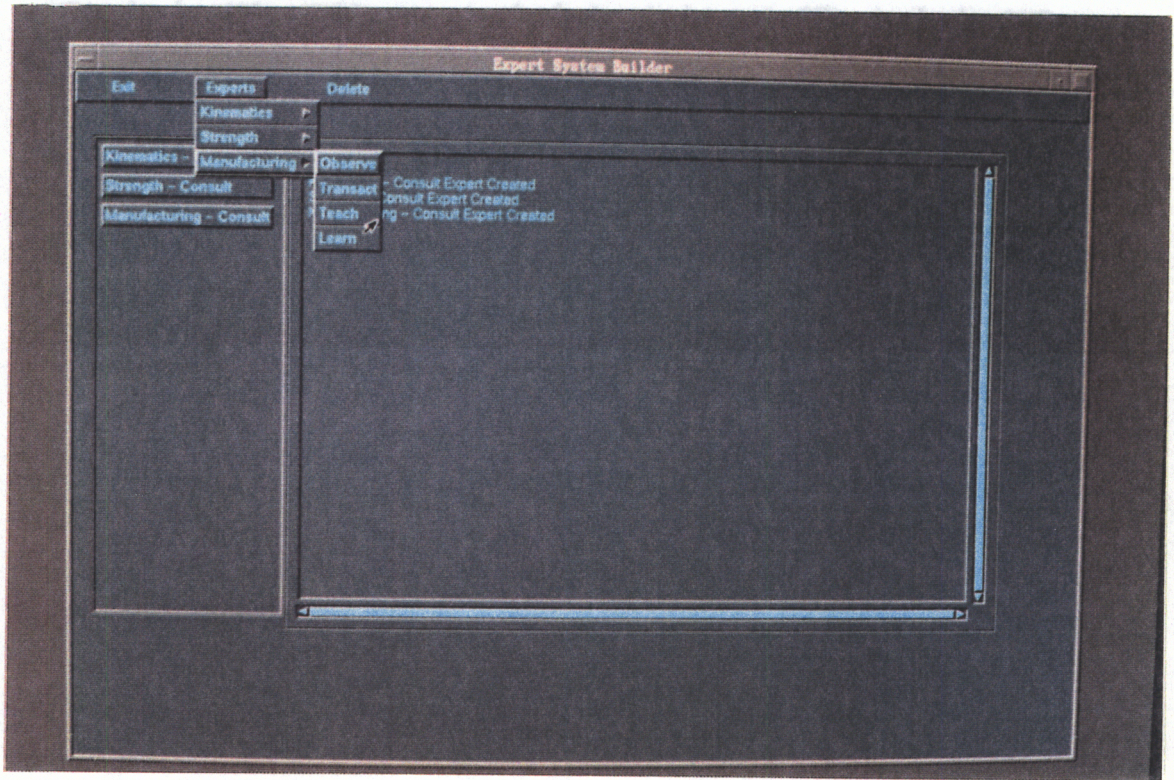 Expert System Builder
Exit Experts Delete
Kinematics
Strength
Manufacturing
Observe
Transact
Teach
Learn
Kinematics -
Strength - Consult
Manufacturing - Consult
- Consult Expert Created
Consult Expert Created
ng - Consult Expert Created